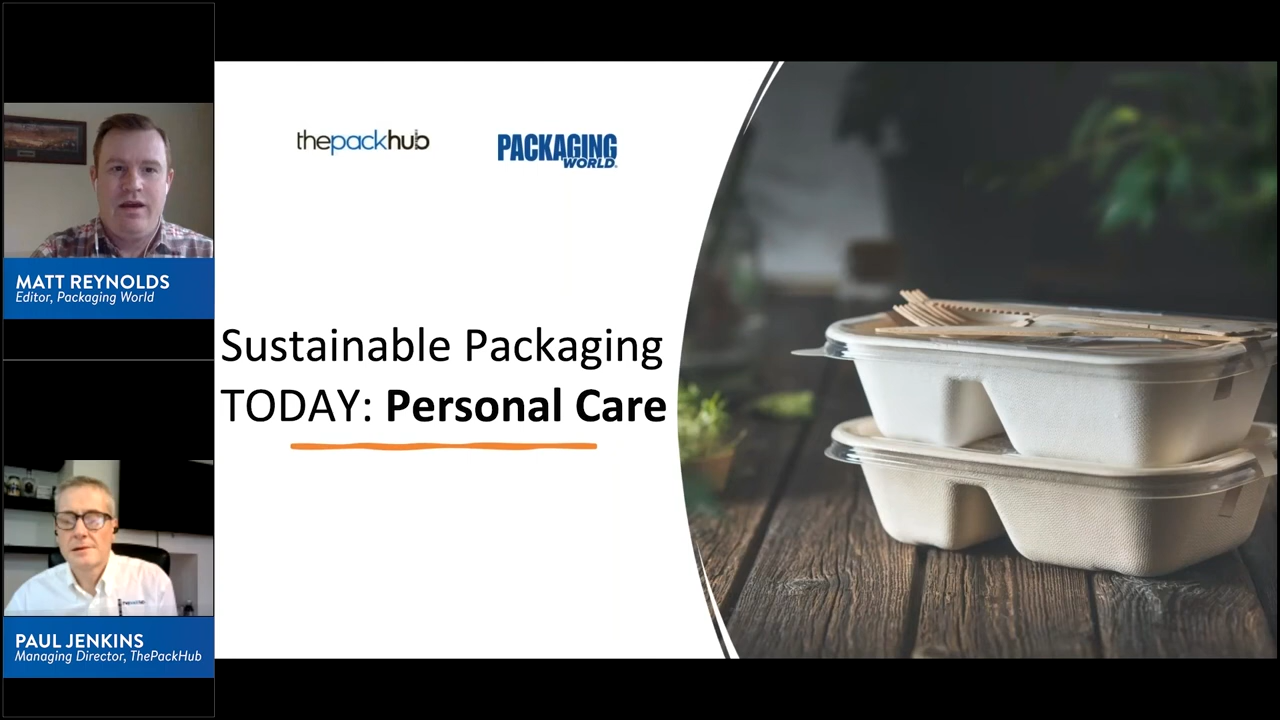 MATT REYNOLDS
Editor, Packaging World
PAUL JENKINS
Managing Director, ThePackHub
thepackhub
PACKAGING
WORLD
Sustainable Packaging
TODAY: Personal Care